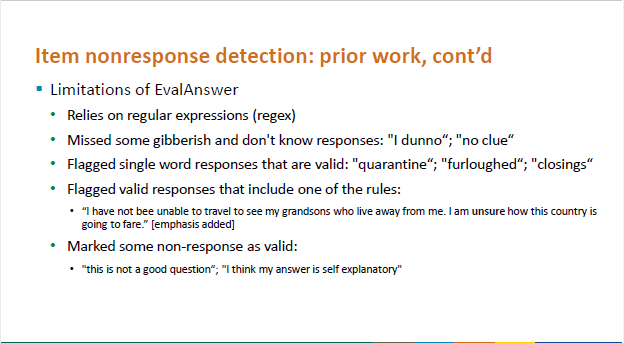 Item nonresponse detection: prior work, cont’d
▪ Limitations of EvalAnswer
• Relies on regular expressions (regex)
• Missed some gibberish and don't know responses: "I dunno“; "no clue“
• Flagged single word responses that are valid: "quarantine“; "furloughed“; "closings“
• Flagged valid responses that include one of the rules:
• “I have not bee unable to travel to see my grandsons who live away from me. I am unsure how this country is
going to fare.” [emphasis added]
• Marked some non-response as valid:
• "this is not a good question“; "I think my answer is self explanatory"